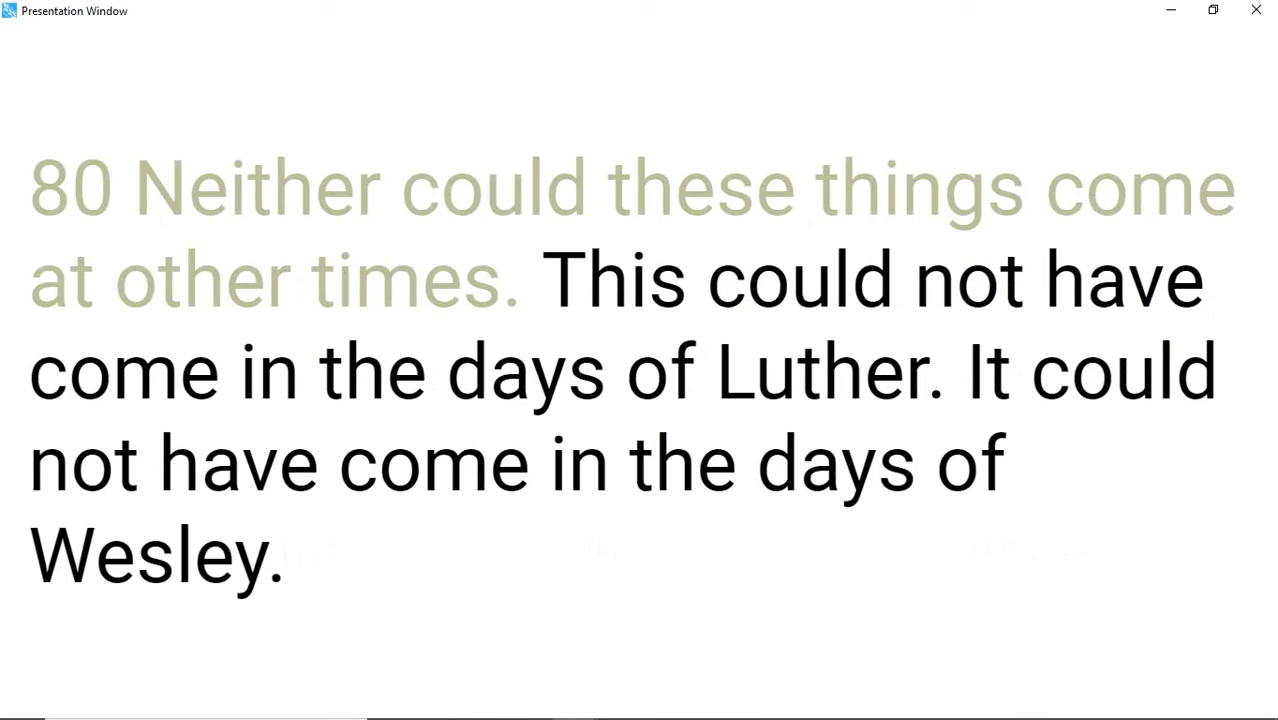 Presentation Window
80 Neither could these things come
at other times. This could not have
come in the days of Luther. It could
not have come in the days of
Wesley.